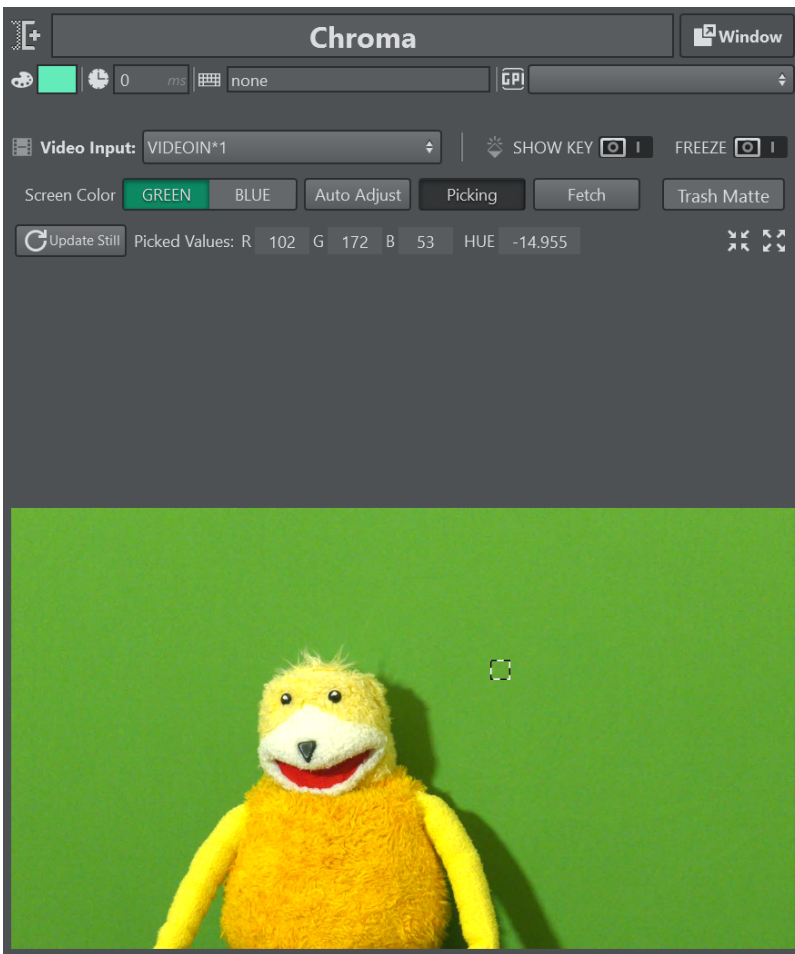 Chroma
Window
0 ms none GPI
Video Input: VIDEOIN*1 SHOW KEY O I FREEZE O I
Screen Color GREEN BLUE Auto Adjust Picking Fetch Trash Matte
Update Still Picked Values: R 102 G 172 B 53 HUE -14.955